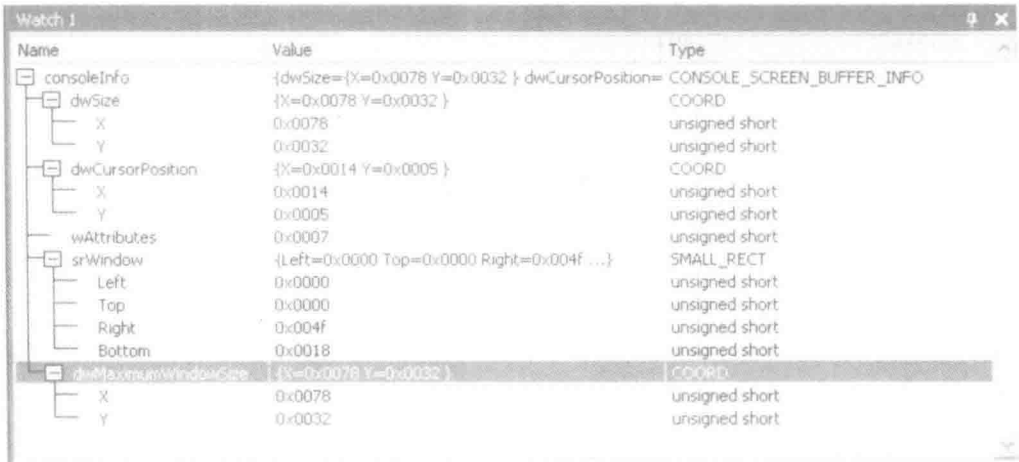 Watch 1
Name Value Type
consoleInfo {dwSize={X=0x0078 Y=0x0032 } dwCursorPosition= CONSOLE_SCREEN_BUFFER_INFO
dwSize {X=0x0078 Y=0x0032 } COORD
X 0x0078 unsigned short
Y 0x0032 unsigned short
dwCursorPosition {X=0x0014 Y=0x0005 } COORD
X 0x0014 unsigned short
Y 0x0005 unsigned short
wAttributes 0x0007 unsigned short
srWindow {Left=0x0000 Top=0x0000 Right=0x004f ...} SMALL_RECT
Left 0x0000 unsigned short
Top 0x0000 unsigned short
Right 0x004f unsigned short
Bottom 0x0018 unsigned short
dwMaximumWindowSize {X=0x0078 Y=0x0032 } COORD
X 0x0078 unsigned short
Y 0x0032 unsigned short